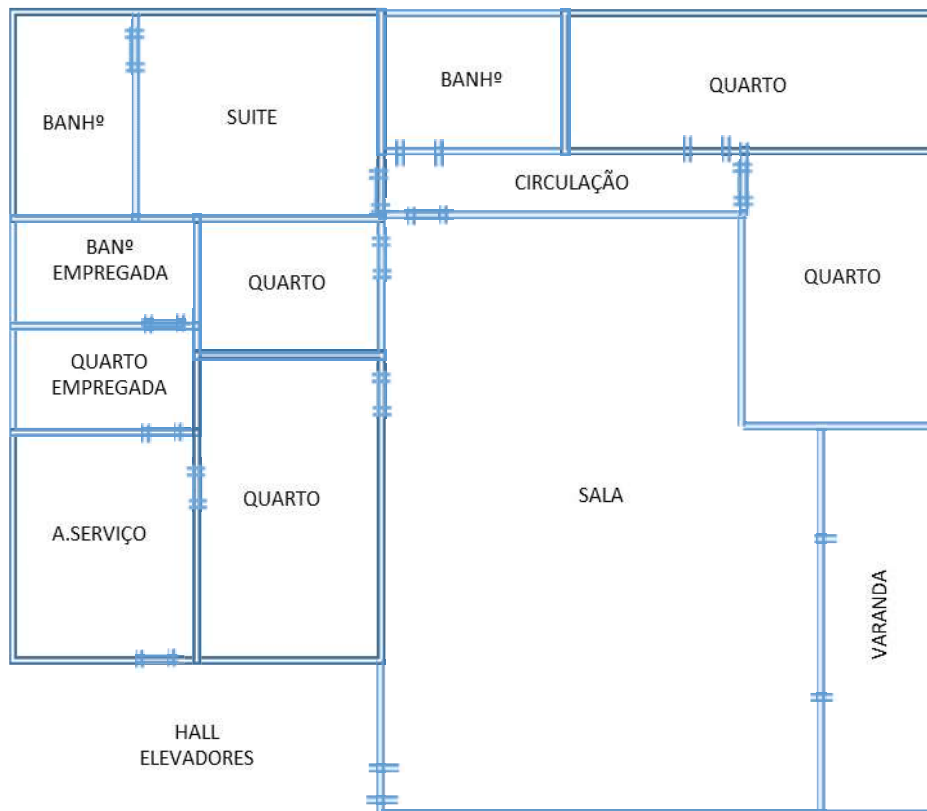 BANHº
SUITE
BANHº
QUARTO
CIRCULAÇÃO
BANº
EMPREGADA
QUARTO
QUARTO
QUARTO
EMPREGADA
QUARTO
SALA
A.SERVIÇO
VARANDA
HALL
ELEVADORES